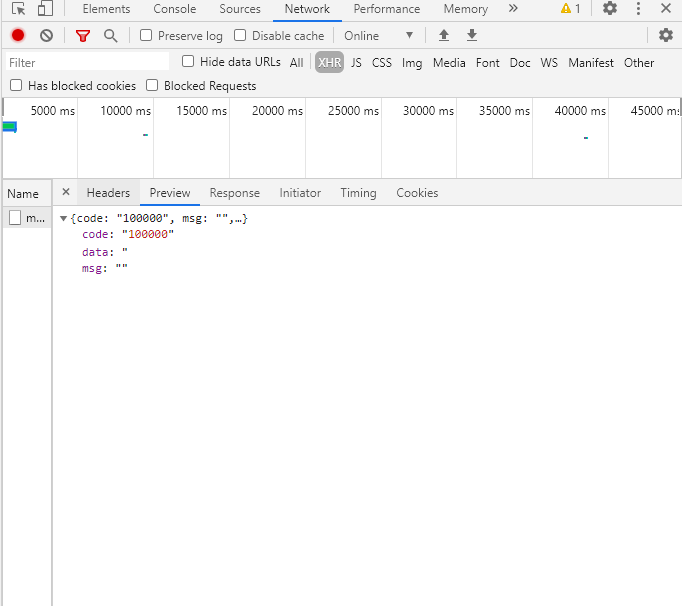 Elements Console Sources Network Performance Memory » 1
Preserve log Disable cache Online
Filter Hide data URLs All XHR JS CSS Img Media Font Doc WS Manifest Other
Has blocked cookies Blocked Requests
5000 ms 10000 ms 15000 ms 20000 ms 25000 ms 30000 ms 35000 ms 40000 ms 45000 ms
Name × Headers Preview Response Initiator Timing Cookies
m...
{code: "100000", msg: "",…}
code: "100000"
data: "
msg: ""